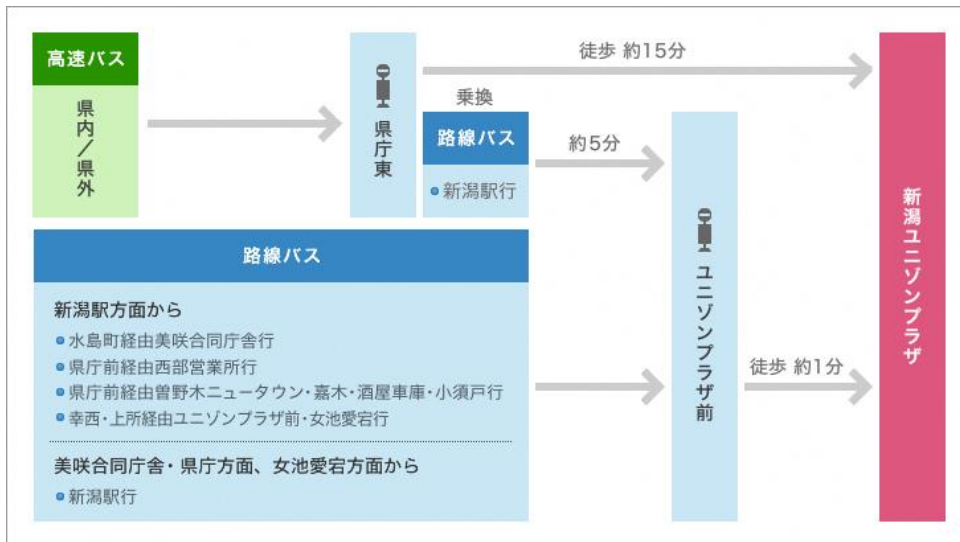 高速バス
県内／県外
県庁東
徒歩 約15分
乗換
路線バス
新潟駅行
約5分
路線バス
新潟駅方面から
水島町経由美咲合同庁舎行
県庁前経由西部営業所行
県庁前経由曽野木ニュータウン・嘉木・酒屋車庫・小須戸行
幸西・上所経由ユニゾンプラザ前・女池愛宕行
美咲合同庁舎・県庁方面、女池愛宕方面から
新潟駅行
ユニゾンプラザ前
徒歩 約1分
新潟ユニゾンプラザ